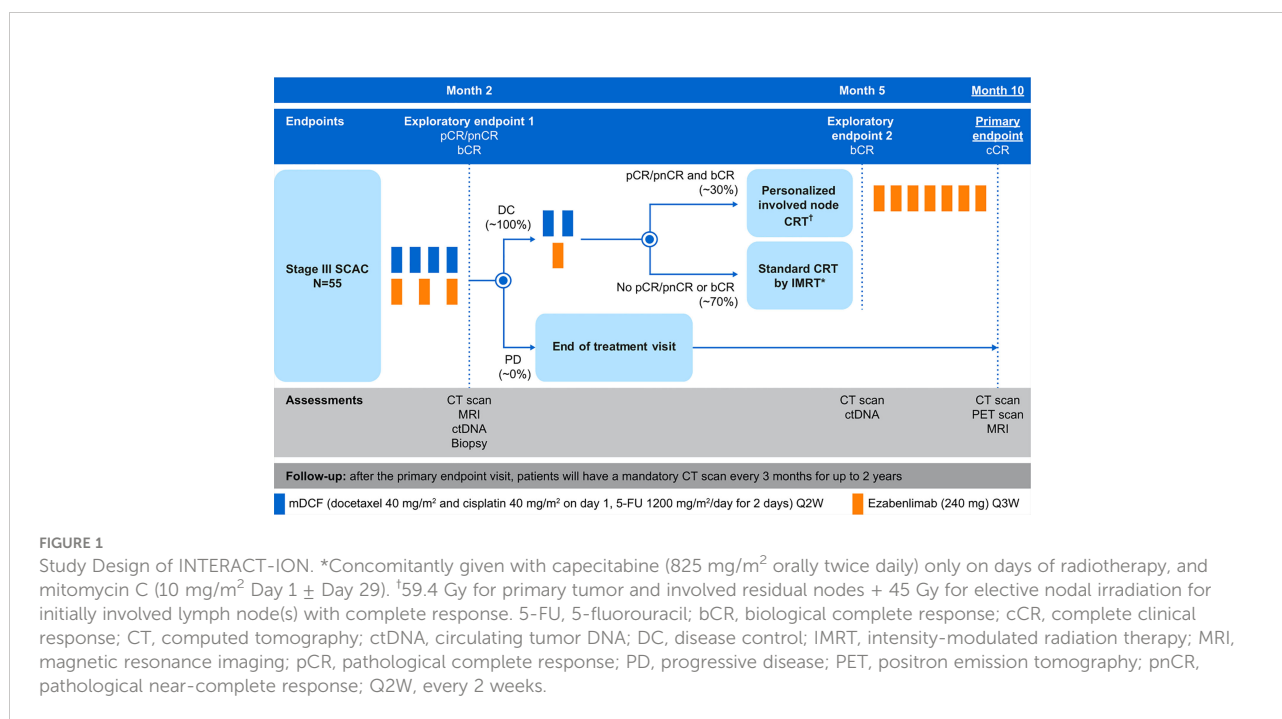 Month 2
Month 5
Month 10
Endpoints
Exploratory endpoint 1
pCR/pnCR
bCR
Exploratory
endpoint 2
bCR
Primary
endpoint
cCR
Stage III SCAC
N=55
DC
(~100%)
PD
(~0%)
pCR/pnCR and bCR
(~30%)
No pCR/pnCR or bCR
(~70%)
Personalized
involved node
CRT†
Standard CRT
by IMRT*
End of treatment visit
Assessments
CT scan
MRI
ctDNA
Biopsy
CT scan
ctDNA
CT scan
PET scan
MRI
Follow-up: after the primary endpoint visit, patients will have a mandatory CT scan every 3 months for up to 2 years
mDCF (docetaxel 40 mg/m² and cisplatin 40 mg/m² on day 1, 5-FU 1200 mg/m²/day for 2 days) Q2W
Ezabenlimab (240 mg) Q3W
FIGURE 1
Study Design of INTERACT-ION. *Concomitantly given with capecitabine (825 mg/m² orally twice daily) only on days of radiotherapy, and
mitomycin C (10 mg/m² Day 1 ± Day 29). †59.4 Gy for primary tumor and involved residual nodes + 45 Gy for elective nodal irradiation for
initially involved lymph node(s) with complete response. 5-FU, 5-fluorouracil; bCR, biological complete response; cCR, complete clinical
response; CT, computed tomography; ctDNA, circulating tumor DNA; DC, disease control; IMRT, intensity-modulated radiation therapy; MRI,
magnetic resonance imaging; pCR, pathological complete response; PD, progressive disease; PET, positron emission tomography; pnCR,
pathological near-complete response; Q2W, every 2 weeks.